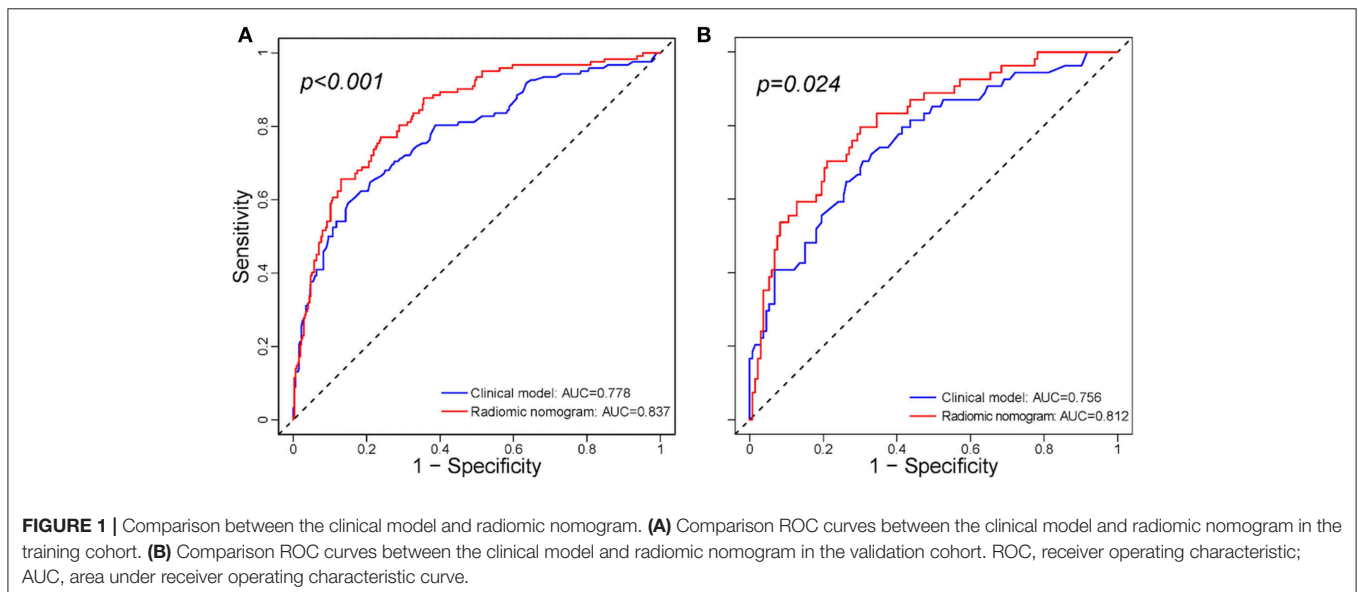 A
p<0.001
Sensitivity
1
0.8
0.6
0.4
0.2
0
Clinical model: AUC=0.778
Radiomic nomogram: AUC=0.837
0
0.2
0.4
0.6
0.8
1
1 − Specificity
B
p=0.024
Clinical model: AUC=0.756
Radiomic nomogram: AUC=0.812
0
0.2
0.4
0.6
0.8
1
1 − Specificity
FIGURE 1 | Comparison between the clinical model and radiomic nomogram. (A) Comparison ROC curves between the clinical model and radiomic nomogram in the
training cohort. (B) Comparison ROC curves between the clinical model and radiomic nomogram in the validation cohort. ROC, receiver operating characteristic;
AUC, area under receiver operating characteristic curve.